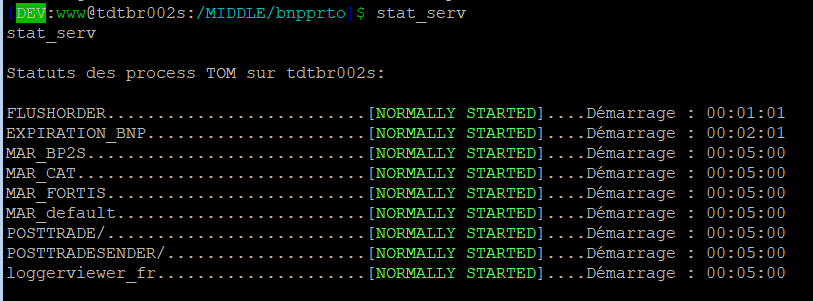 [DEV:www@tdtbr002s:/MIDDLE/bnpprto]$ stat_serv
stat_serv
Statuts des process TOM sur tdtbr002s:
FLUSHORDER..........................[NORMALLY STARTED]....Démarrage : 00:01:01
EXPIRATION_BNP......................[NORMALLY STARTED]....Démarrage : 00:02:01
MAR_BP2S............................[NORMALLY STARTED]....Démarrage : 00:05:00
MAR_CAT.............................[NORMALLY STARTED]....Démarrage : 00:05:00
MAR_FORTIS..........................[NORMALLY STARTED]....Démarrage : 00:05:00
MAR_default.........................[NORMALLY STARTED]....Démarrage : 00:05:00
POSTTRADE/..........................[NORMALLY STARTED]....Démarrage : 00:05:00
POSTTRADESENDER/....................[NORMALLY STARTED]....Démarrage : 00:05:00
loggerviewer_fr.....................[NORMALLY STARTED]....Démarrage : 00:05:00